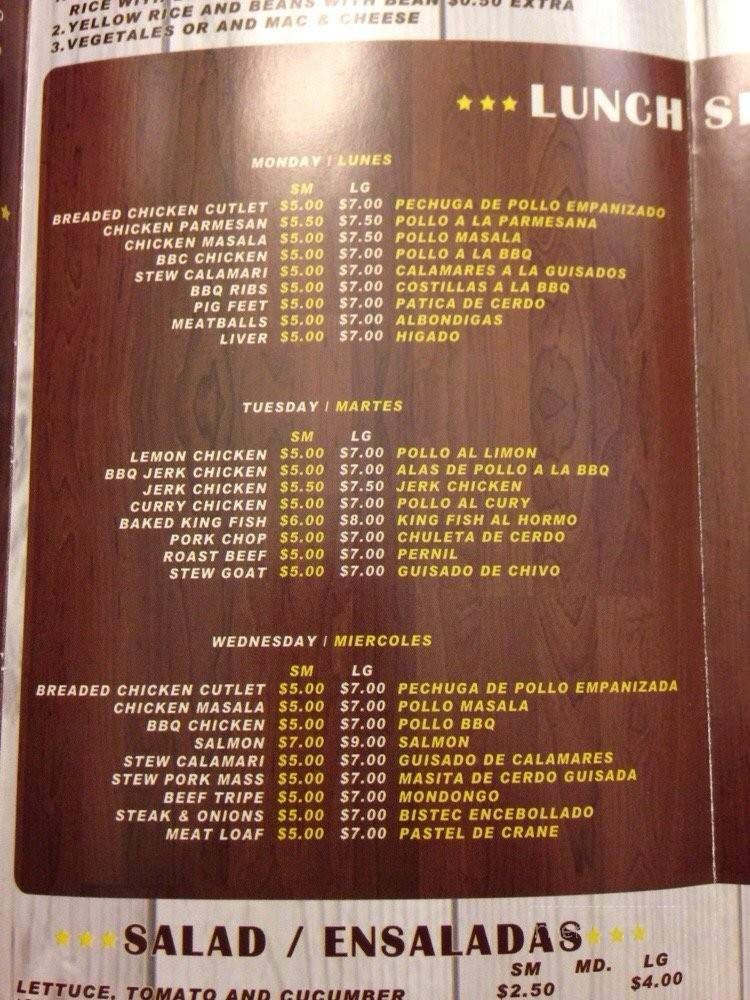 RICE WITH
2.YELLOW RICE AND BEANS WITH BEAN $0.50 EXTRA
3.VEGETALES OR AND MAC & CHEESE
LUNCH
MONDAY | LUNES
SM LG
BREADED CHICKEN CUTLET $5.00 $7.00 PECHUGA DE POLLO EMPANIZADO
CHICKEN PARMESAN $5.50 $7.50 POLLO A LA PARMESANA
CHICKEN MASALA $5.00 $7.50 POLLO MASALA
BBC CHICKEN $5.00 $7.00 POLLO A LA BBQ
STEW CALAMARI $5.00 $7.00 CALAMARES A LA GUISADOS
BBQ RIBS $5.00 $7.00 COSTILLAS A LA BBQ
PIG FEET $5.00 $7.00 PATICA DE CERDO
MEATBALLS $5.00 $7.00 ALBONDIGAS
LIVER $5.00 $7.00 HIGADO
TUESDAY | MARTES
SM LG
LEMON CHICKEN $5.00 $7.00 POLLO AL LIMON
BBQ JERK CHICKEN $5.00 $7.00 ALAS DE POLLO A LA BBQ
JERK CHICKEN $5.50 $7.50 JERK CHICKEN
CURRY CHICKEN $5.00 $7.00 POLLO AL CURY
BAKED KING FISH $6.00 $8.00 KING FISH AL HORMO
PORK CHOP $5.00 $7.00 CHULETA DE CERDO
ROAST BEEF $5.00 $7.00 PERNIL
STEW GOAT $5.00 $7.00 GUISADO DE CHIVO
WEDNESDAY | MIERCOLES
SM LG
BREADED CHICKEN CUTLET $5.00 $7.00 PECHUGA DE POLLO EMPANIZADA
CHICKEN MASALA $5.00 $7.00 POLLO MASALA
BBQ CHICKEN $5.00 $7.00 POLLO BBQ
SALMON $7.00 $9.00 SALMON
STEW CALAMARI $5.00 $7.00 GUISADO DE CALAMARES
STEW PORK MASS $5.00 $7.00 MASITA DE CERDO GUISADA
BEEF TRIPE $5.00 $7.00 MONDONGO
STEAK & ONIONS $5.00 $7.00 BISTEC ENCEBOLLADO
MEAT LOAF $5.00 $7.00 PASTEL DE CRANE
SALAD / ENSALADAS
SM MD. LG
LETTUCE, TOMATO AND CUCUMBER $2.50 $4.00